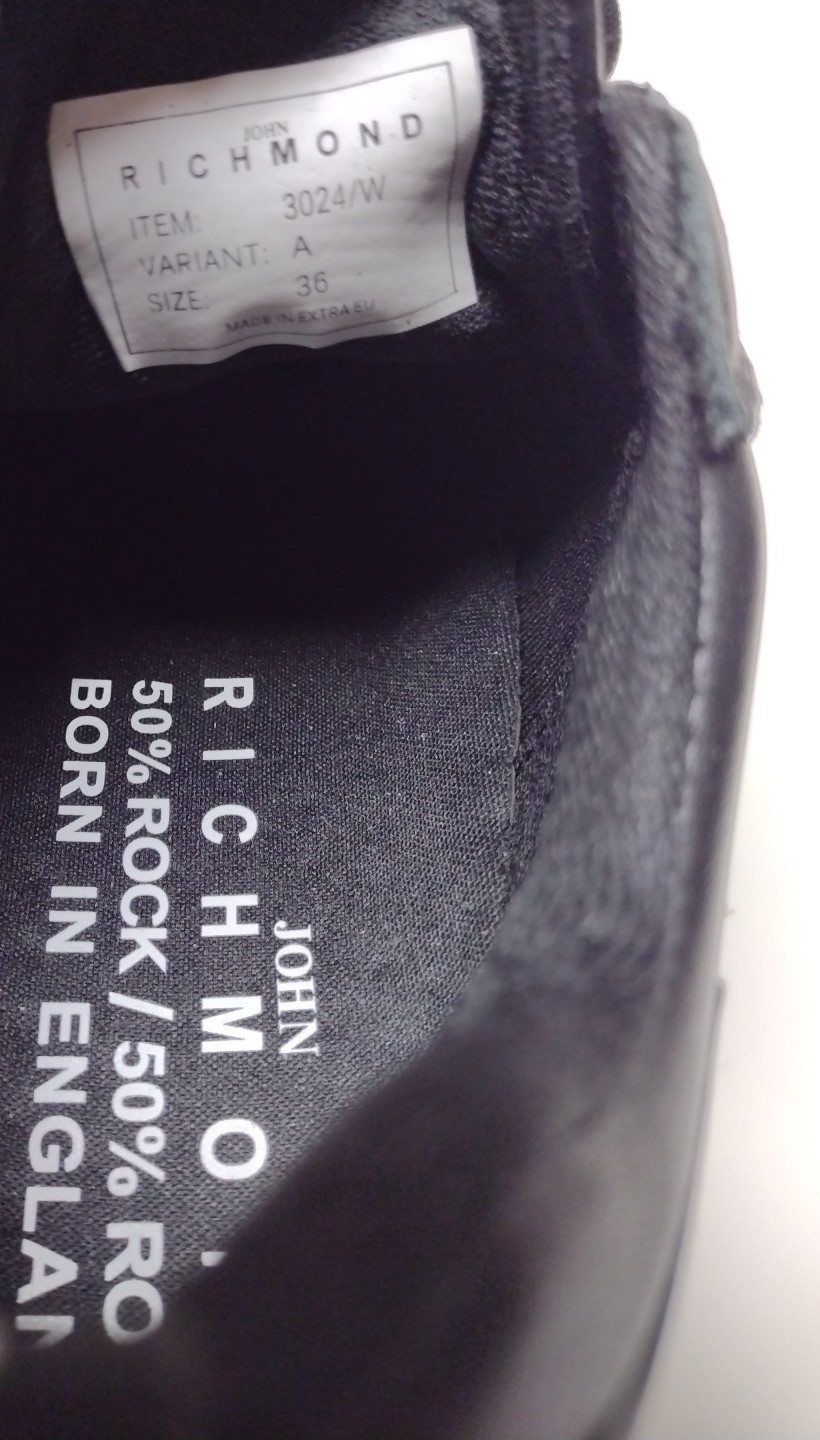 JOHN
RICHMOND
ITEM: 3024/W
VARIANT: A
SIZE: 36
MADE IN EXTRA EU
JOHN
RICHMO
50% ROCK / 50% RO
BORN IN ENGLAN